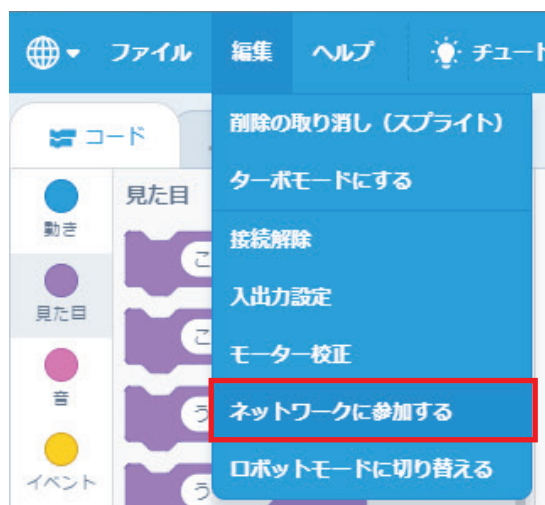 ファイル 編集 ヘルプ チュート
コード
見た目
動き
見た目
音
イベント
こ
こ
う
う
削除の取り消し（スプライト）
ターボモードにする
接続解除
入出力設定
モーター校正
ネットワークに参加する
ロボットモードに切り替える